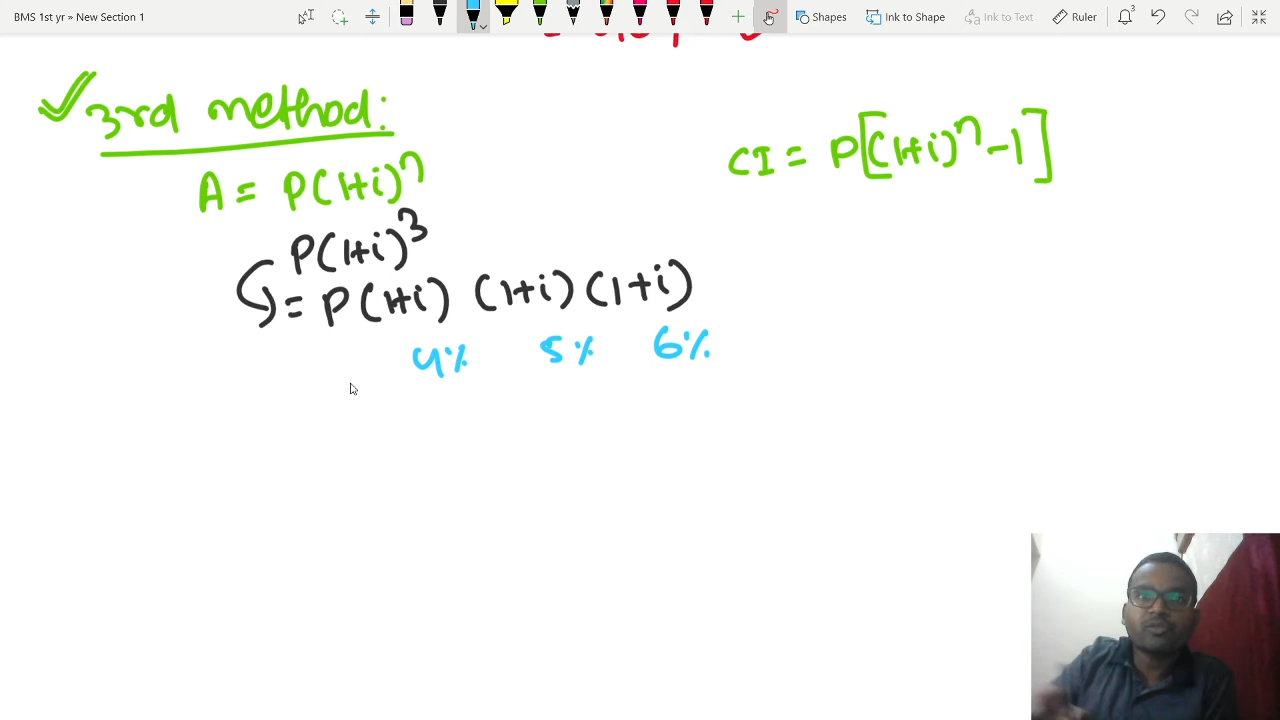 BMS 1st yr » New Section 1
Shapes
Ink to Shape
Ink to Text
Ruler
3
✓ 3rd method:
A = P(1+i)^n
CI = P[(1+i)^n - 1]
P(1+i)^3
= P(1+i) (1+i) (1+i)
4% 5% 6%